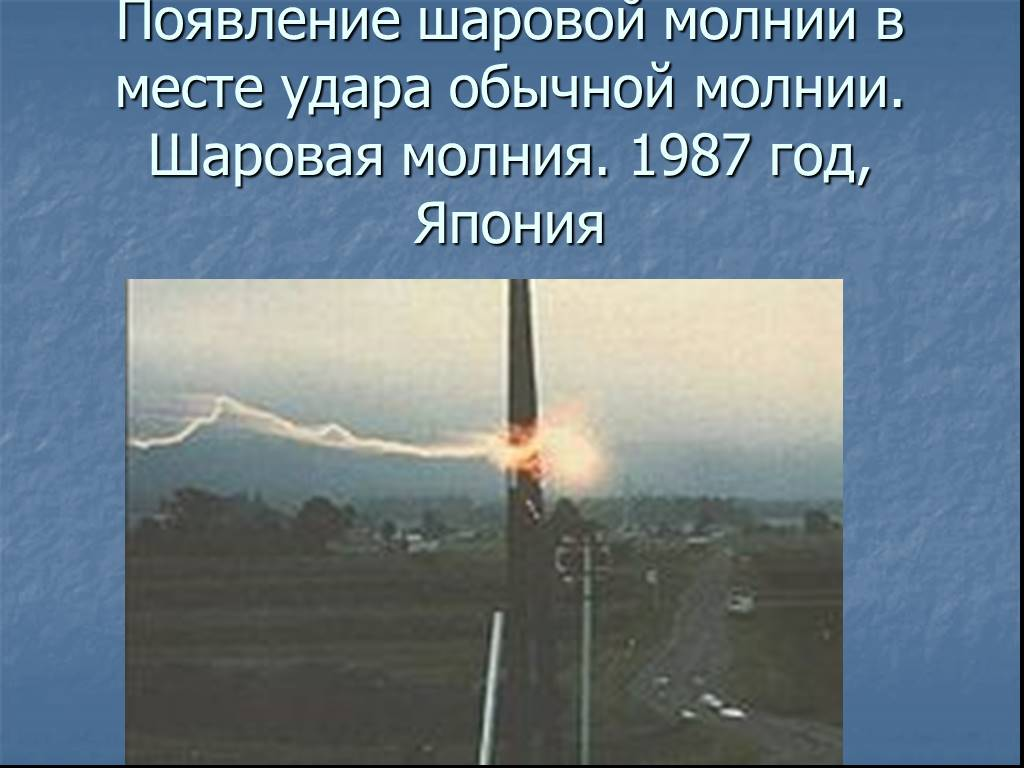 Появление шаровой молнии в
месте удара обычной молнии.
Шаровая молния. 1987 год,
Япония